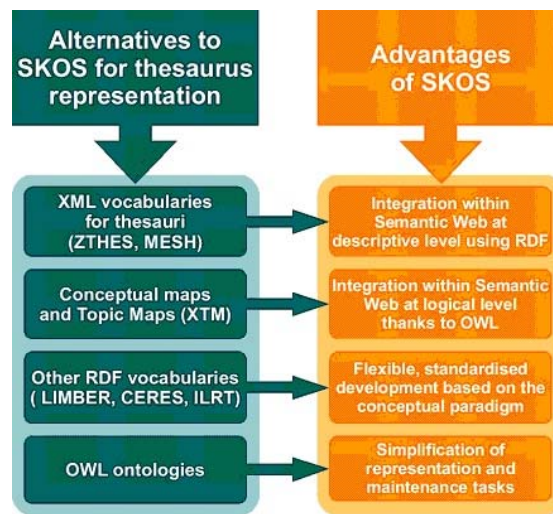 Alternatives to
SKOS for thesaurus
representation
Advantages
of SKOS
XML vocabularies
for thesauri
(ZTHES, MESH)
Integration within
Semantic Web at
descriptive level using RDF
Conceptual maps
and Topic Maps (XTM)
Integration within Semantic
Web at logical level
thanks to OWL
Other RDF vocabularies
( LIMBER, CERES, ILRT)
Flexible, standardised
development based on the
conceptual paradigm
OWL ontologies
Simplification of
representation and
maintenance tasks